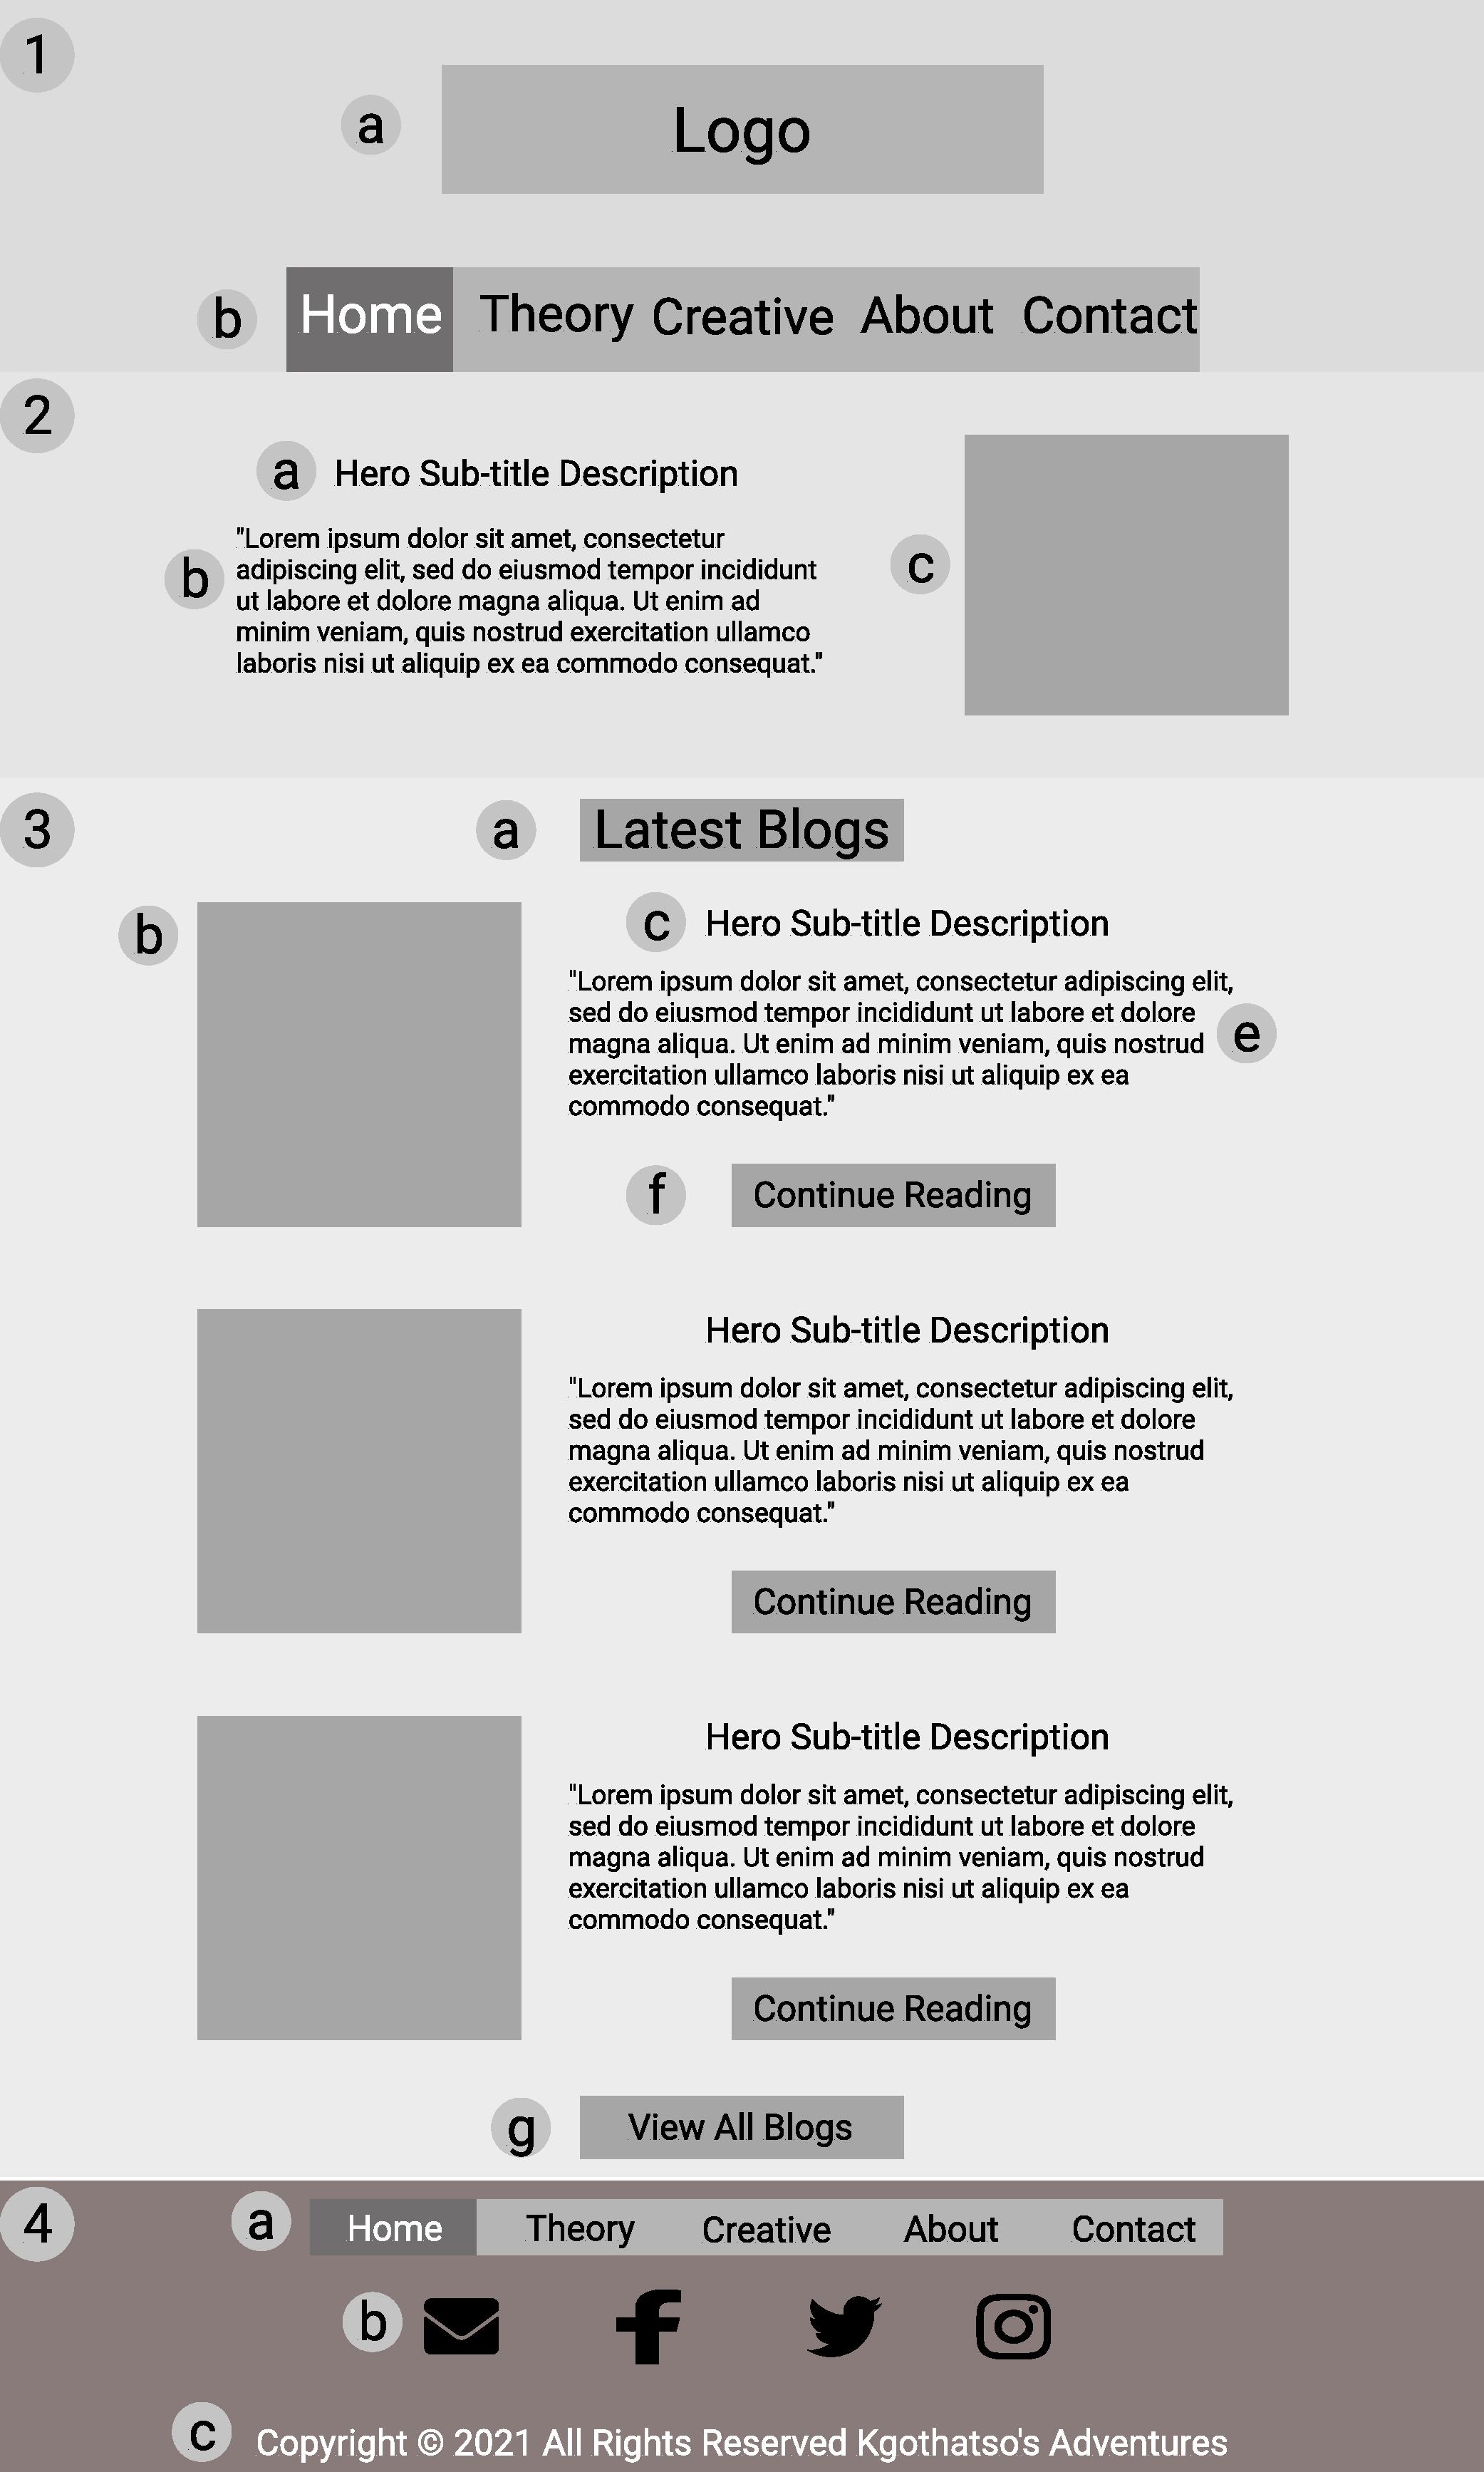 1
a
Logo
b
Home Theory Creative About Contact
2
a Hero Sub-title Description
b
"Lorem ipsum dolor sit amet, consectetur
adipiscing elit, sed do eiusmod tempor incididunt
ut labore et dolore magna aliqua. Ut enim ad
minim veniam, quis nostrud exercitation ullamco
laboris nisi ut aliquip ex ea commodo consequat."
c
3
a Latest Blogs
b
c Hero Sub-title Description
"Lorem ipsum dolor sit amet, consectetur adipiscing elit,
sed do eiusmod tempor incididunt ut labore et dolore
magna aliqua. Ut enim ad minim veniam, quis nostrud
exercitation ullamco laboris nisi ut aliquip ex ea
commodo consequat."
e
f Continue Reading
Hero Sub-title Description
"Lorem ipsum dolor sit amet, consectetur adipiscing elit,
sed do eiusmod tempor incididunt ut labore et dolore
magna aliqua. Ut enim ad minim veniam, quis nostrud
exercitation ullamco laboris nisi ut aliquip ex ea
commodo consequat."
Continue Reading
Hero Sub-title Description
"Lorem ipsum dolor sit amet, consectetur adipiscing elit,
sed do eiusmod tempor incididunt ut labore et dolore
magna aliqua. Ut enim ad minim veniam, quis nostrud
exercitation ullamco laboris nisi ut aliquip ex ea
commodo consequat."
Continue Reading
g View All Blogs
4
a Home Theory Creative About Contact
b
c Copyright © 2021 All Rights Reserved Kgothatso's Adventures